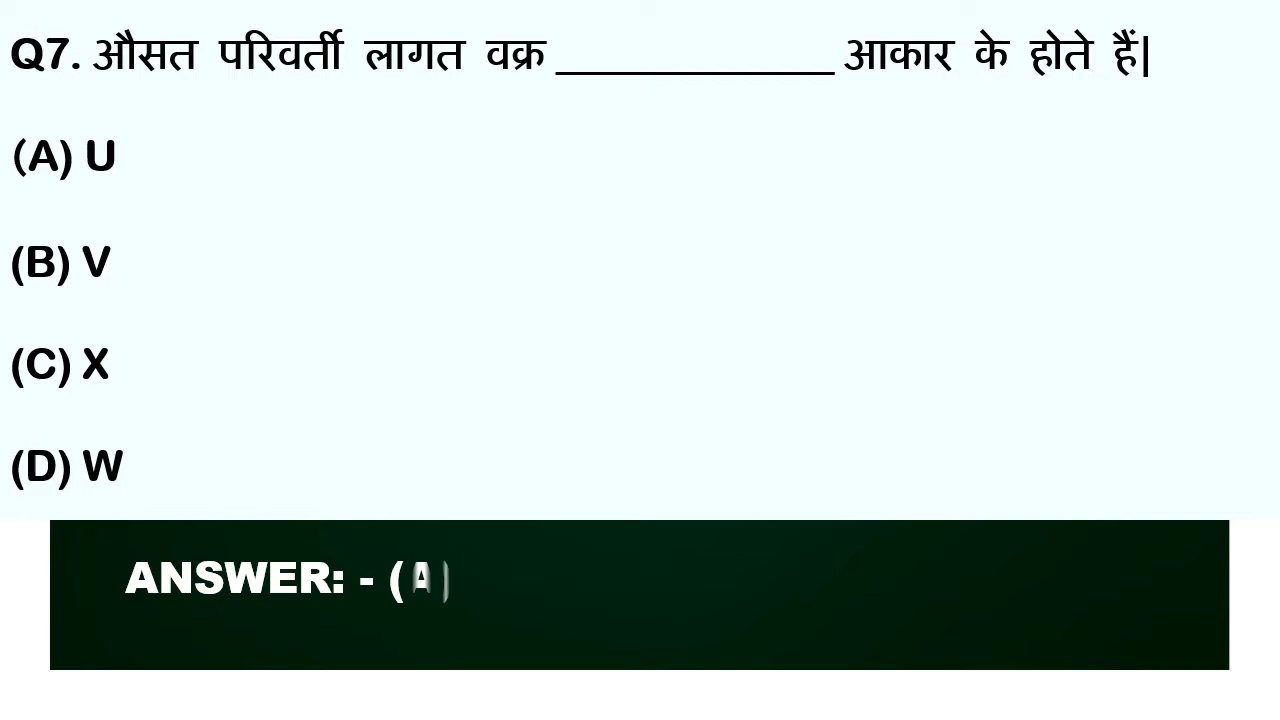 Q7. औसत परिवर्ती लागत वक्र ____________ आकार के होते हैं|
(A) U
(B) V
(C) X
(D) W
ANSWER: - (A)